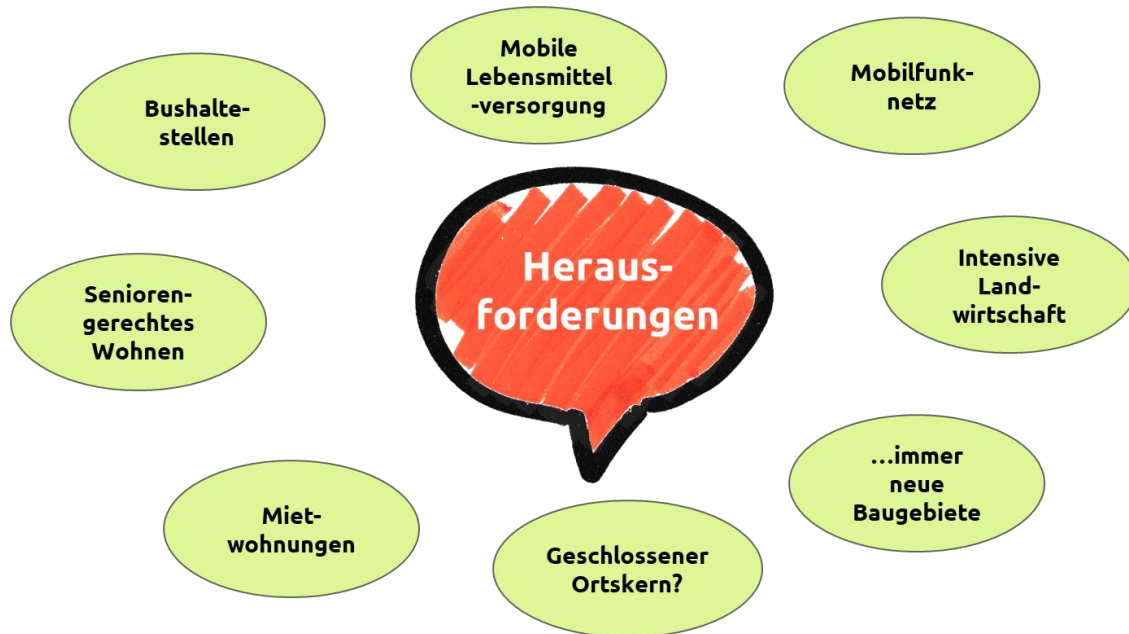 Mobile
Lebensmittel
-versorgung
Mobilfunk-
netz
Bushalte-
stellen
Heraus-
forderungen
Intensive
Land-
wirtschaft
Senioren-
gerechtes
Wohnen
...immer
neue
Baugebiete
Miet-
wohnungen
Geschlossener
Ortskern?